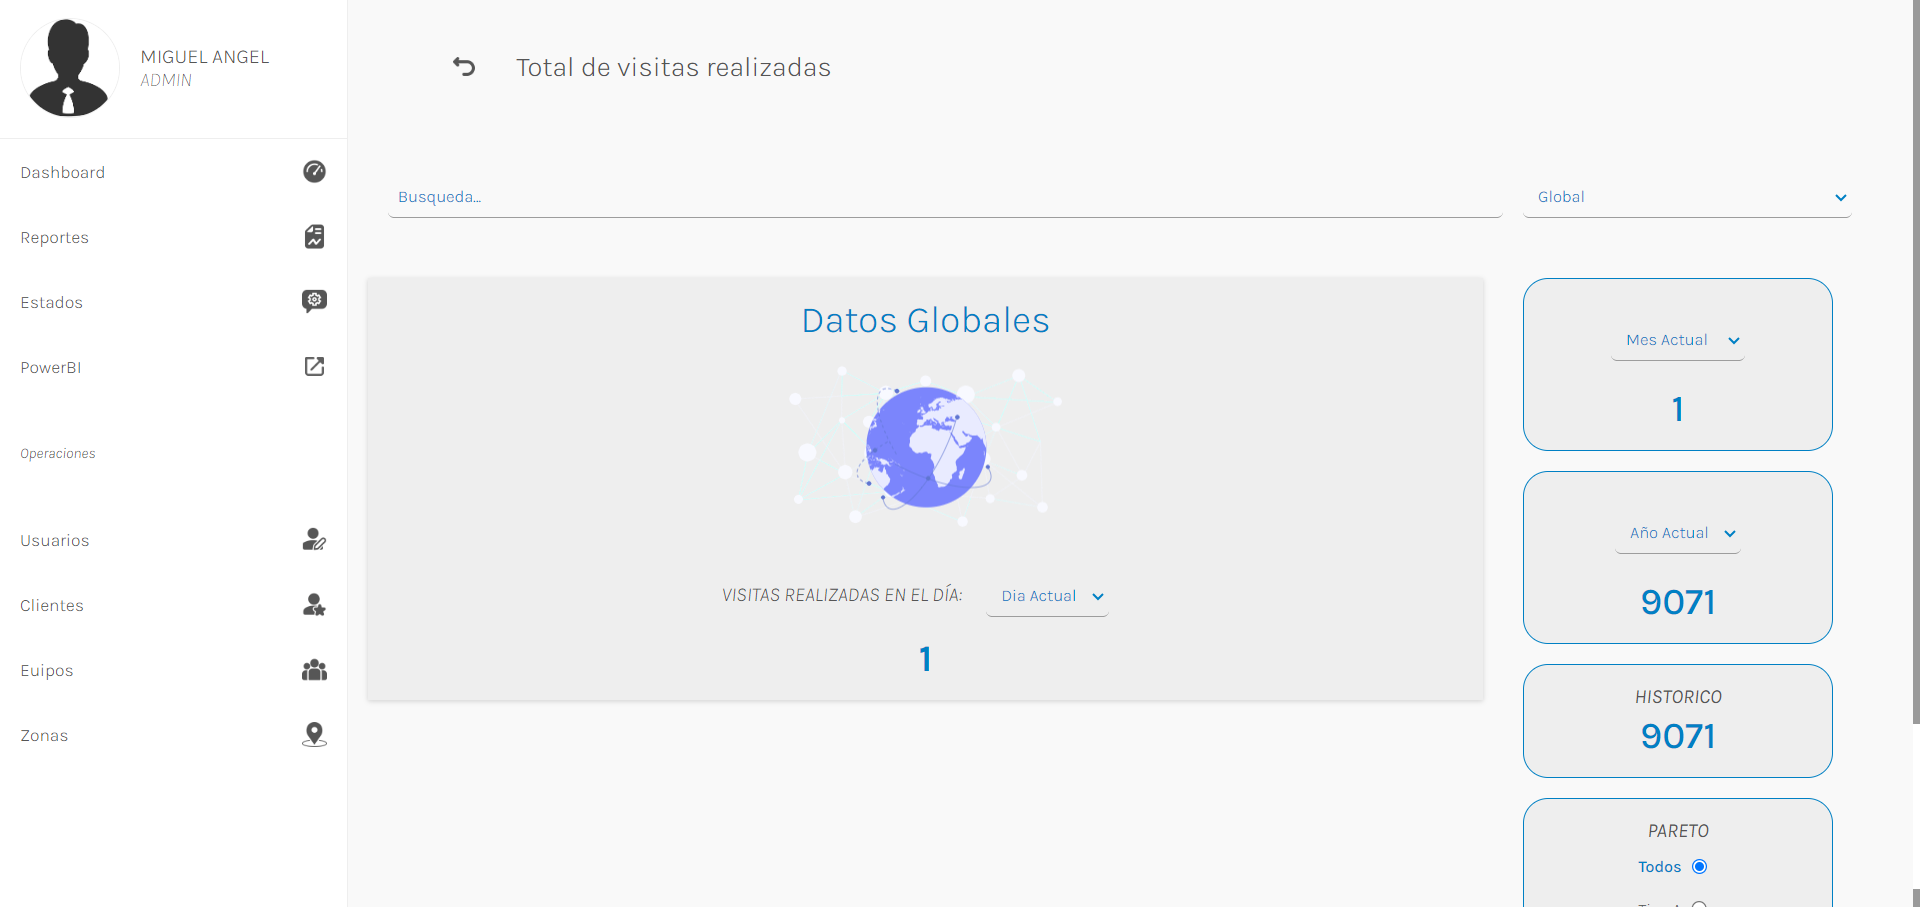 MIGUEL ANGEL
ADMIN
Dashboard
Reportes
Estados
PowerBI
Operaciones
Usuarios
Clientes
Euipos
Zonas
Total de visitas realizadas
Busqueda...
Global
Datos Globales
VISITAS REALIZADAS EN EL DÍA:
Dia Actual
1
Mes Actual
1
Año Actual
9071
HISTORICO
9071
PARETO
Todos